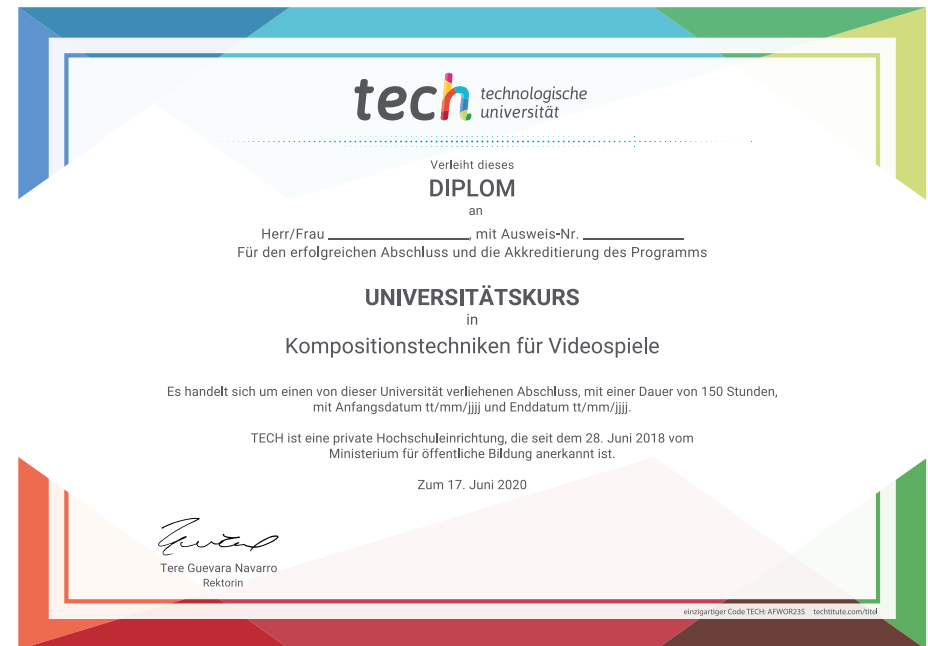 tech technologische
universität
Verleiht dieses
DIPLOM
an
Herr/Frau ____________________, mit Ausweis-Nr. ______________
Für den erfolgreichen Abschluss und die Akkreditierung des Programms
UNIVERSITÄTSKURS
in
Kompositionstechniken für Videospiele
Es handelt sich um einen von dieser Universität verliehenen Abschluss, mit einer Dauer von 150 Stunden,
mit Anfangsdatum tt/mm/jjjj und Enddatum tt/mm/jjjj.
TECH ist eine private Hochschuleinrichtung, die seit dem 28. Juni 2018 vom
Ministerium für öffentliche Bildung anerkannt ist.
Zum 17. Juni 2020
Tere Guevara Navarro
Rektorin
einzigartiger Code TECH: AFWOR23S techtitute.com/titel